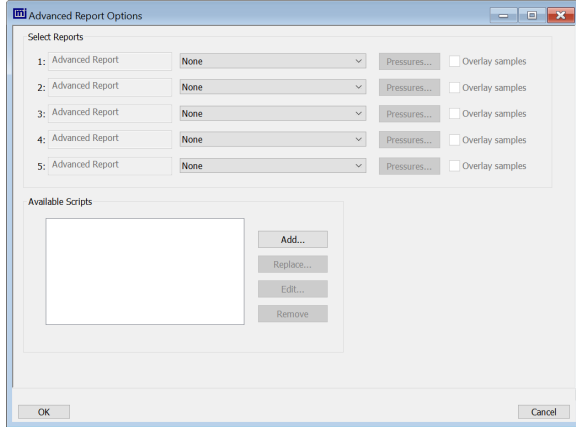 Advanced Report Options
Select Reports
1: Advanced Report None Pressures... Overlay samples
2: Advanced Report None Pressures... Overlay samples
3: Advanced Report None Pressures... Overlay samples
4: Advanced Report None Pressures... Overlay samples
5: Advanced Report None Pressures... Overlay samples
Available Scripts
Add...
Replace...
Edit...
Remove
OK Cancel